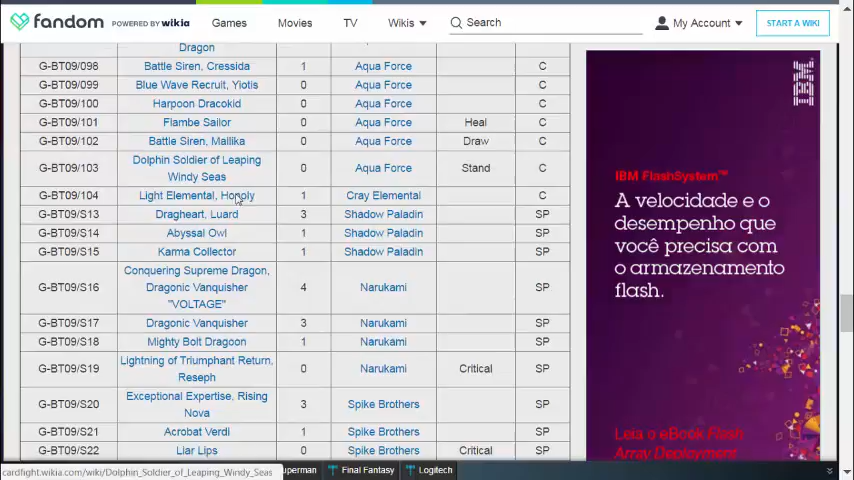 fandom POWERED BY wikia Games Movies TV Wikis Search My Account START A WIKI
Dragon
G-BT09/098 Battle Siren, Cressida 1 Aqua Force C
G-BT09/099 Blue Wave Recruit, Yiotis 0 Aqua Force C
G-BT09/100 Harpoon Dracokid 0 Aqua Force C
G-BT09/101 Flambe Sailor 0 Aqua Force Heal C
G-BT09/102 Battle Siren, Mallika 0 Aqua Force Draw C
G-BT09/103 Dolphin Soldier of Leaping Windy Seas 0 Aqua Force Stand C
G-BT09/104 Light Elemental, Honoly 1 Cray Elemental C
G-BT09/S13 Dragheart, Luard 3 Shadow Paladin SP
G-BT09/S14 Abyssal Owl 1 Shadow Paladin SP
G-BT09/S15 Karma Collector 1 Shadow Paladin SP
G-BT09/S16 Conquering Supreme Dragon, Dragonic Vanquisher "VOLTAGE" 4 Narukami SP
G-BT09/S17 Dragonic Vanquisher 3 Narukami SP
G-BT09/S18 Mighty Bolt Dragoon 1 Narukami SP
G-BT09/S19 Lightning of Triumphant Return, Reseph 0 Narukami Critical SP
G-BT09/S20 Exceptional Expertise, Rising Nova 3 Spike Brothers SP
G-BT09/S21 Acrobat Verdi 1 Spike Brothers SP
G-BT09/S22 Liar Lips 0 Spike Brothers Critical SP
IBM
IBM FlashSystem™
A velocidade e o
desempenho que
você precisa com
o armazenamento
flash.
Leia o eBook Flash
Array Deployment
cardfight.wikia.com/wiki/Dolphin_Soldier_of_Leaping_Windy_Seas
Final Fantasy Logitech